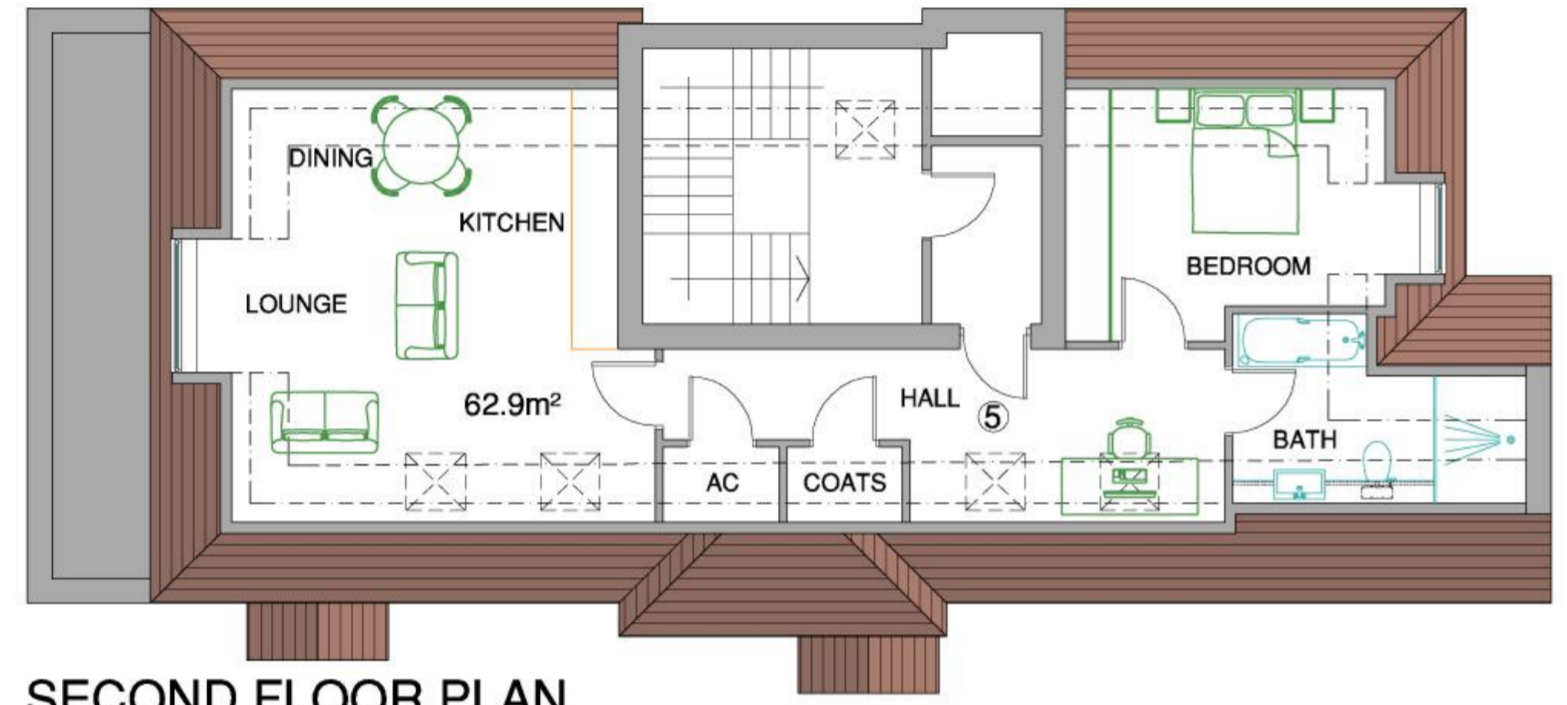 DINING
KITCHEN
LOUNGE
BEDROOM
62.9m²
HALL
5
BATH
AC
COATS
SECOND FLOOR PLAN